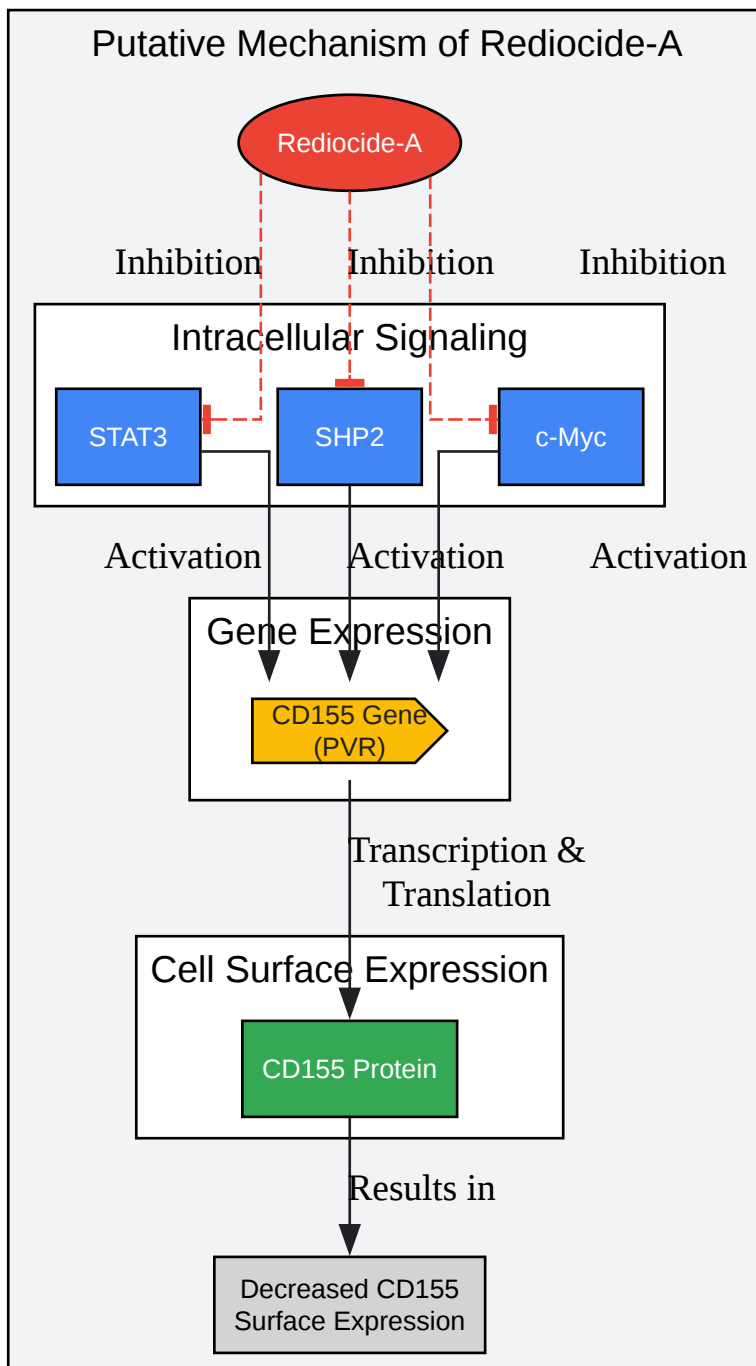 Putative Mechanism of Rediocide-A
Rediocide-A
Inhibition
Inhibition
Inhibition
Intracellular Signaling
STAT3
SHP2
c-Myc
Activation
Activation
Activation
Gene Expression
CD155 Gene
(PVR)
Transcription &
Translation
Cell Surface Expression
CD155 Protein
Results in
Decreased CD155
Surface Expression